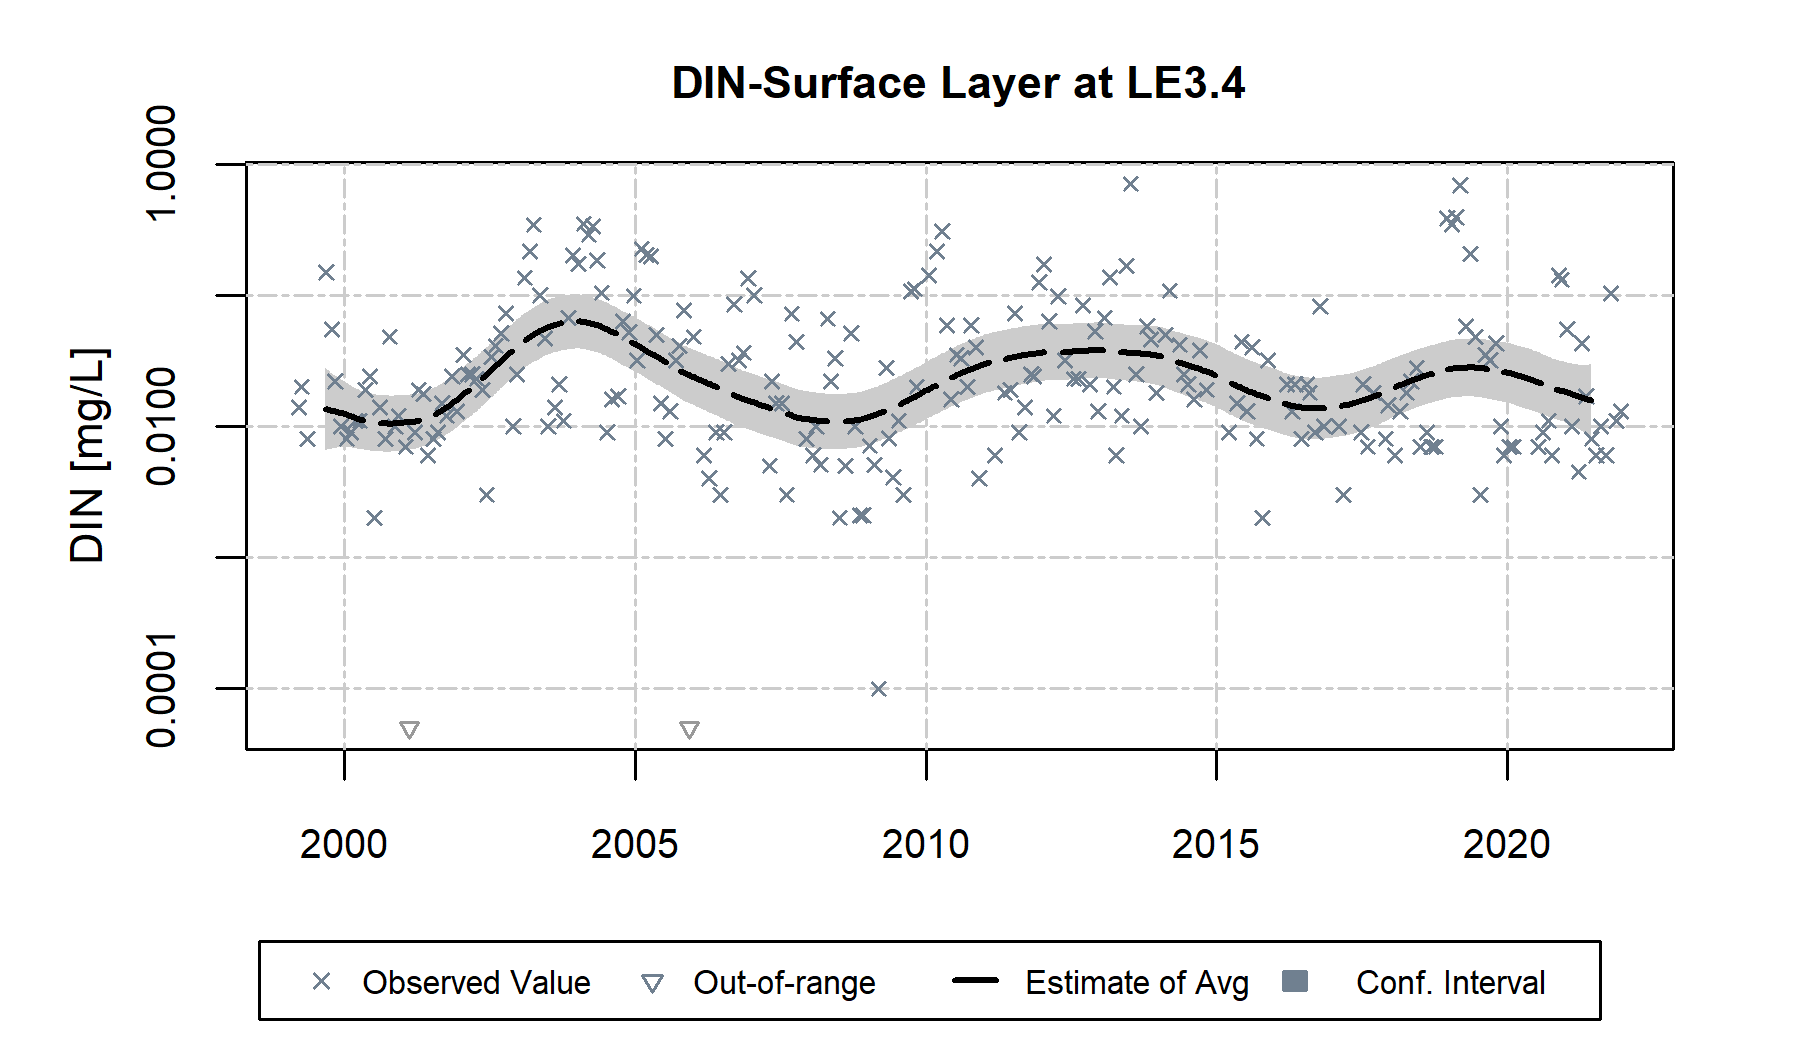 DIN-Surface Layer at LE3.4
DIN [mg/L]
1.0000
0.0100
0.0001
2000 2005 2010 2015 2020
Observed Value Out-of-range Estimate of Avg Conf. Interval